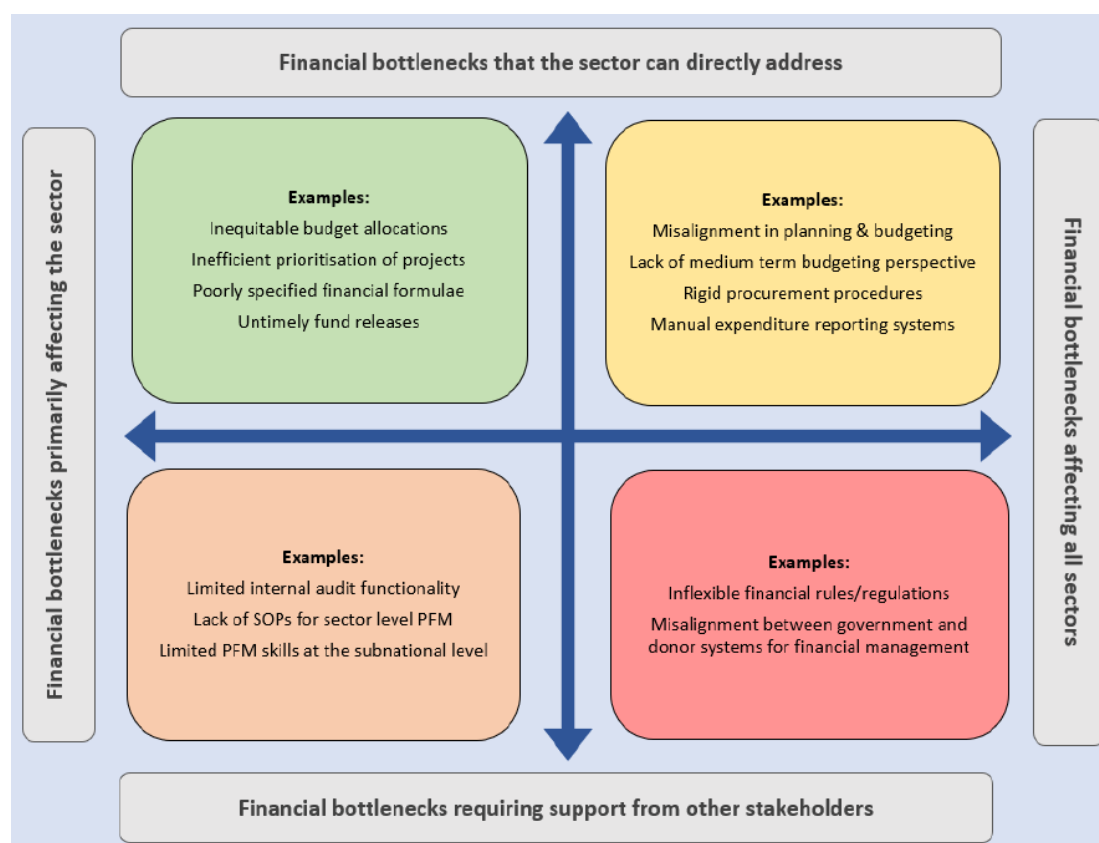 Financial bottlenecks that the sector can directly address
Financial bottlenecks primarily affecting the sector
Examples:
Inequitable budget allocations
Inefficient prioritisation of projects
Poorly specified financial formulae
Untimely fund releases
Examples:
Misalignment in planning & budgeting
Lack of medium term budgeting perspective
Rigid procurement procedures
Manual expenditure reporting systems
Financial bottlenecks affecting all sectors
Examples:
Limited internal audit functionality
Lack of SOPs for sector level PFM
Limited PFM skills at the subnational level
Examples:
Inflexible financial rules/regulations
Misalignment between government and
donor systems for financial management
Financial bottlenecks requiring support from other stakeholders